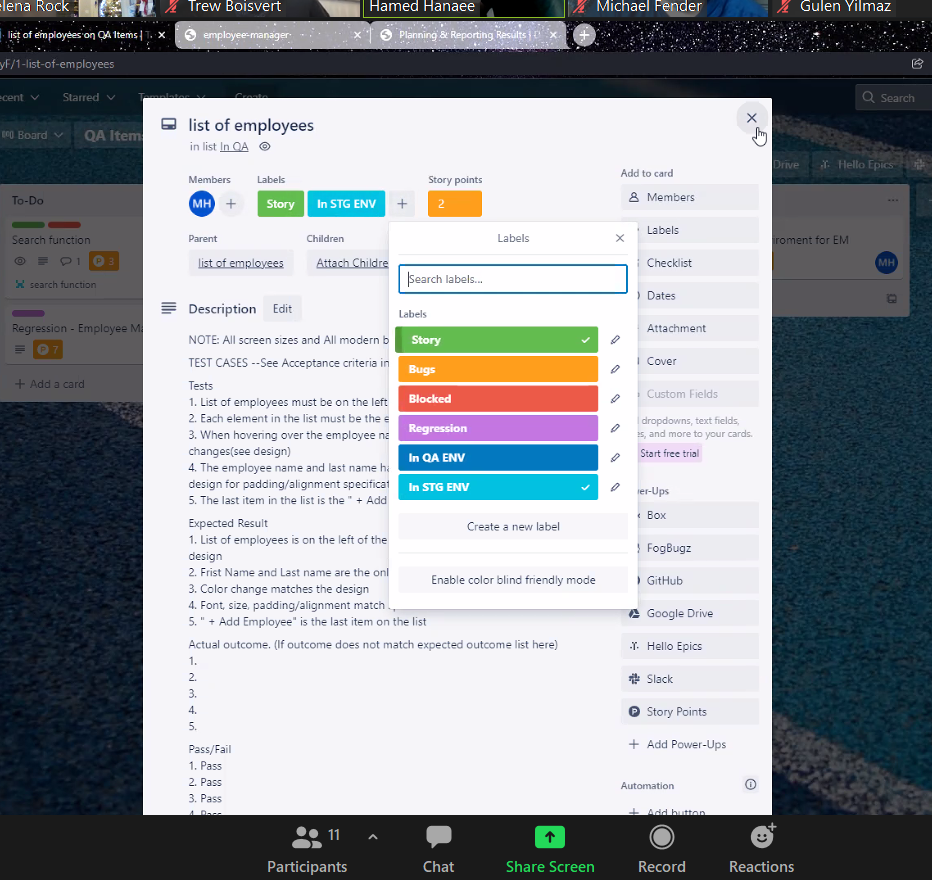 elena Rock
Trew Boisvert
Hamed Hanaee
Michael Fender
Gulen Yilmaz
list of employees on QA Items | T
employee-manager
Planning & Reporting Results | D
yF/1-list-of-employees
ecent
Starred
Templates
Create
Search
Board
QA Items
Drive
Hello Epics
To-Do
Search function
1
3
search function
Regression - Employee Ma
7
+ Add a card
nroment for EM
MH
list of employees
in list In QA
Members
Labels
Story points
MH
+
Story
In STG ENV
+
2
Parent
Children
list of employees
Attach Childre
Description
Edit
NOTE: All screen sizes and All modern b
TEST CASES --See Acceptance criteria in
Tests
1. List of employees must be on the left
2. Each element in the list must be the e
3. When hovering over the employee na
changes(see design)
4. The employee name and last name ha
design for padding/alignment specificat
5. The last item in the list is the " + Add
Expected Result
1. List of employees is on the left of the
design
2. Frist Name and Last name are the onl
3. Color change matches the design
4. Font, size, padding/alignment match
5. " + Add Employee" is the last item on the list
Actual outcome. (If outcome does not match expected outcome list here)
1.
2.
3.
4.
5.
Pass/Fail
1. Pass
2. Pass
3. Pass
4. Pass
Labels
Search labels...
Labels
Story
Bugs
Blocked
Regression
In QA ENV
In STG ENV
Create a new label
Enable color blind friendly mode
Add to card
Members
Labels
Checklist
Dates
Attachment
Cover
Custom Fields
dropdowns, text fields,
es, and more to your cards.
Start free trial
er-Ups
Box
FogBugz
GitHub
Google Drive
Hello Epics
Slack
Story Points
+ Add Power-Ups
Automation
+ Add button
11
Participants
Chat
Share Screen
Record
Reactions